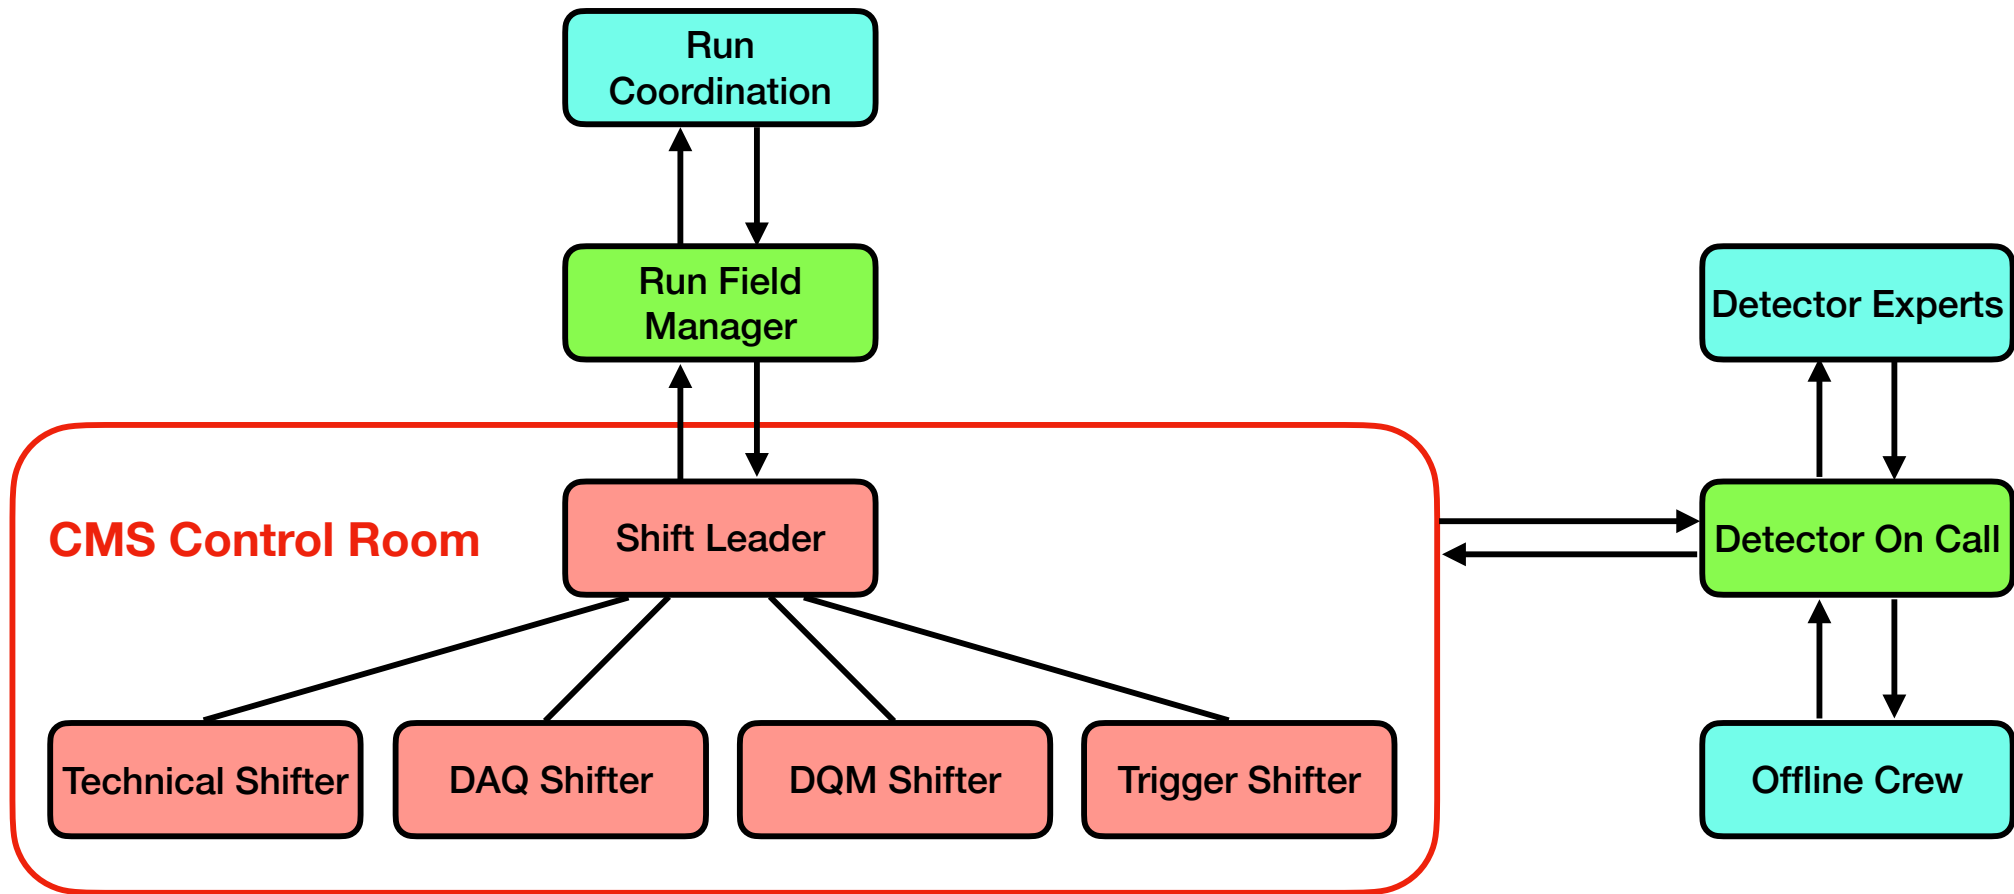 Run
Coordination
Run Field
Manager
Detector Experts
CMS Control Room
Shift Leader
Detector On Call
Technical Shifter
DAQ Shifter
DQM Shifter
Trigger Shifter
Offline Crew